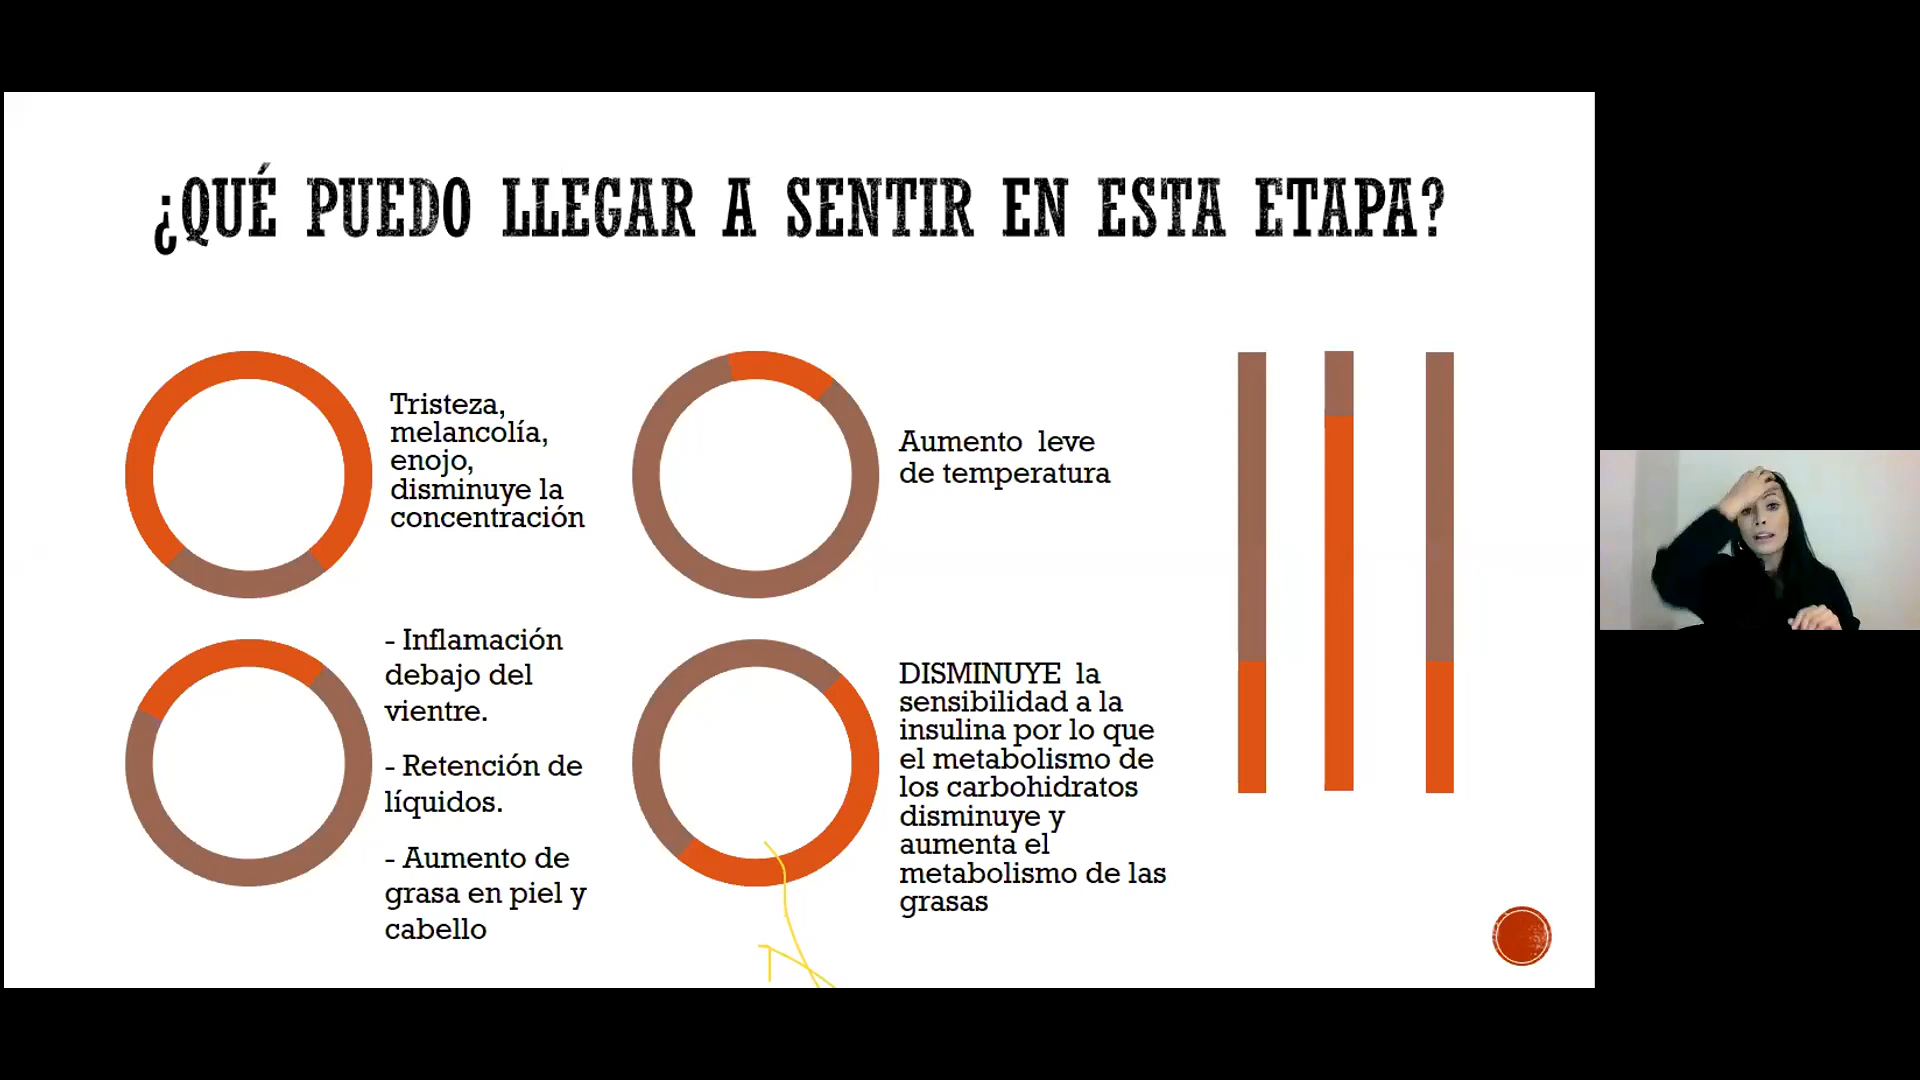 ¿QUÉ PUEDO LLEGAR A SENTIR EN ESTA ETAPA?
Tristeza,
melancolía,
enojo,
disminuye la
concentración
Aumento leve
de temperatura
- Inflamación
debajo del
vientre.
- Retención de
líquidos.
- Aumento de
grasa en piel y
cabello
DISMINUYE la
sensibilidad a la
insulina por lo que
el metabolismo de
los carbohidratos
disminuye y
aumenta el
metabolismo de las
grasas